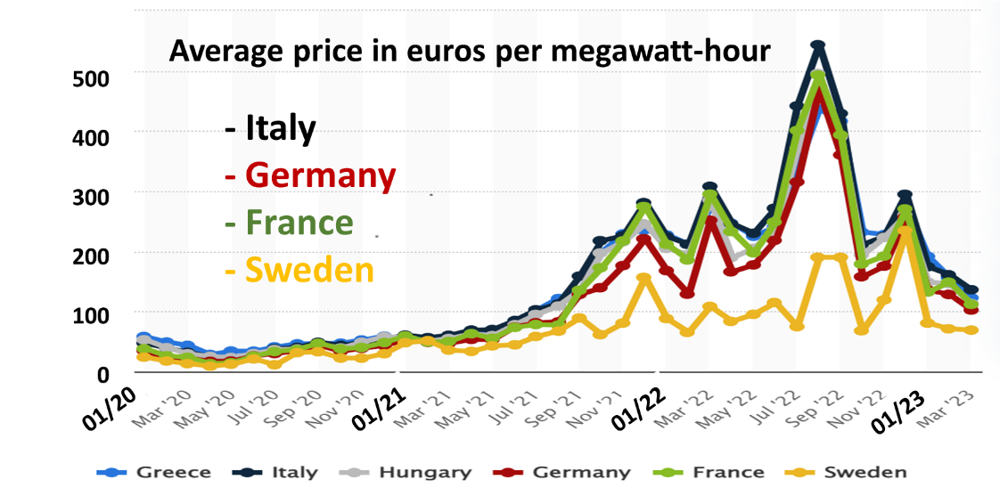 Average price in euros per megawatt-hour
500
- Italy
400
- Germany
300
- France
200
- Sweden
100
0
01/20 Mar '20 May '20 Jul '20 Sep '20 Nov '20 01/21 Mar '21 May '21 Jul '21 Sep '21 Nov '21 01/22 Mar '22 May '22 Jul '22 Sep '22 Nov '22 01/23 Mar '23
Greece Italy Hungary Germany France Sweden